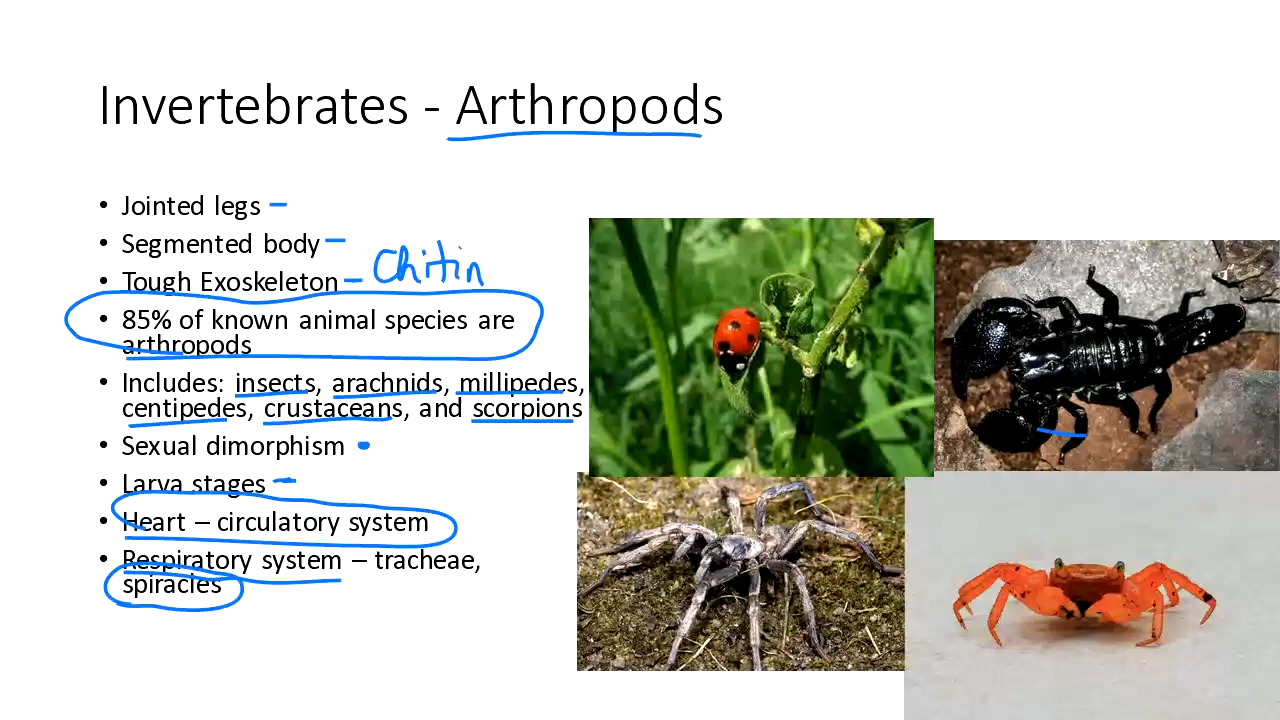 Invertebrates - Arthropods
• Jointed legs
• Segmented body
• Tough Exoskeleton – Chitin
• 85% of known animal species are
arthropods
• Includes: insects, arachnids, millipedes,
centipedes, crustaceans, and scorpions
• Sexual dimorphism
• Larva stages
• Heart – circulatory system
• Respiratory system – tracheae,
spiracles